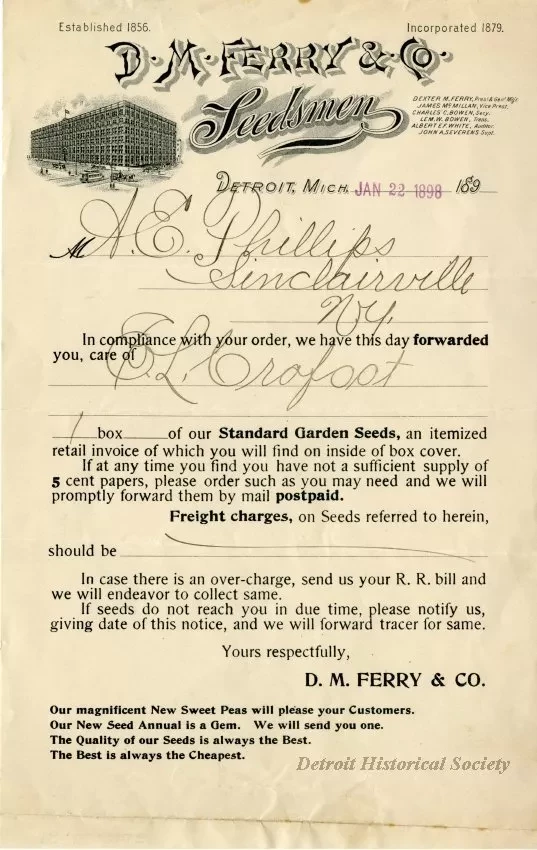 Established 1856.
Incorporated 1879.
D. M. FERRY & CO.
Seedsmen
DEXTER M. FERRY, Prest & Genl Mgr.
JAMES McMILLAN, Vice Prest.
CHARLES C. BOWEN, Secy.
LEM. W. BOWEN, Treas.
ALBERT E. F. WHITE, Auditor.
JOHN A. SEVERENS Supt.
DETROIT, MICH. JAN 22 1898 189
M A. E. Phillips
Sinclairville
N.Y.
In compliance with your order, we have this day forwarded
you, care of
C. L. Crofoot
1 box of our Standard Garden Seeds, an itemized
retail invoice of which you will find on inside of box cover.
If at any time you find you have not a sufficient supply of
5 cent papers, please order such as you may need and we will
promptly forward them by mail postpaid.
Freight charges, on Seeds referred to herein,
should be
In case there is an over-charge, send us your R. R. bill and
we will endeavor to collect same.
If seeds do not reach you in due time, please notify us,
giving date of this notice, and we will forward tracer for same.
Yours respectfully,
D. M. FERRY & CO.
Our magnificent New Sweet Peas will please your Customers.
Our New Seed Annual is a Gem. We will send you one.
The Quality of our Seeds is always the Best.
The Best is always the Cheapest.
Detroit Historical Society